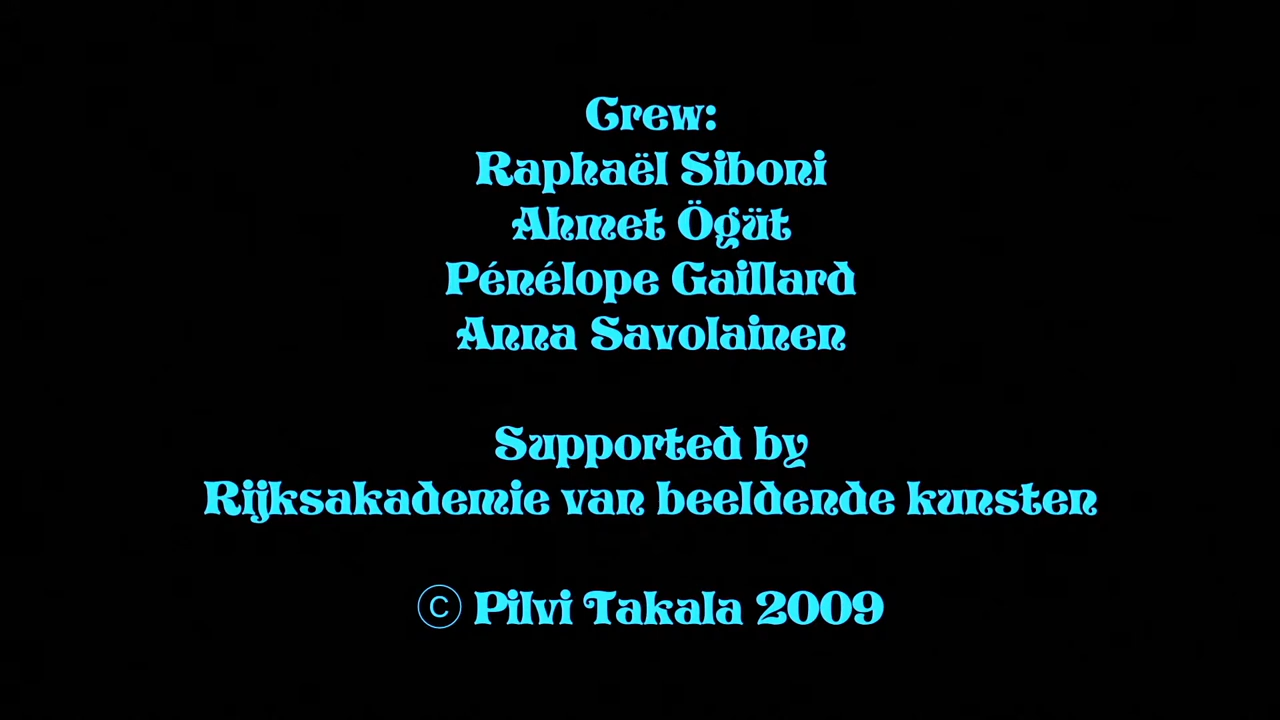 Crew:
Raphaël Siboni
Ahmet Ögüt
Pénélope Gaillard
Anna Savolainen
Supported by
Rijksakademie van beeldende kunsten
© Pilvi Takala 2009